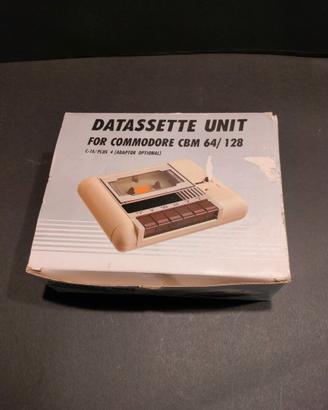 DATASSETTE UNIT
FOR COMMODORE CBM 64/128
C-16/PLUS 4 (ADAPTOR OPTIONAL)